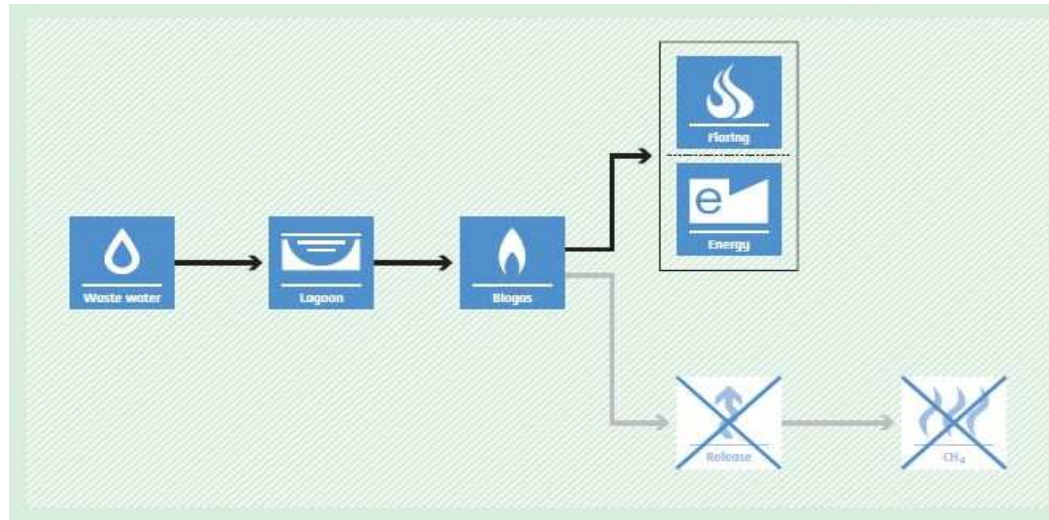 Waste water
Lagoon
Biogas
Flaring
e
Energy
Release
CH₄